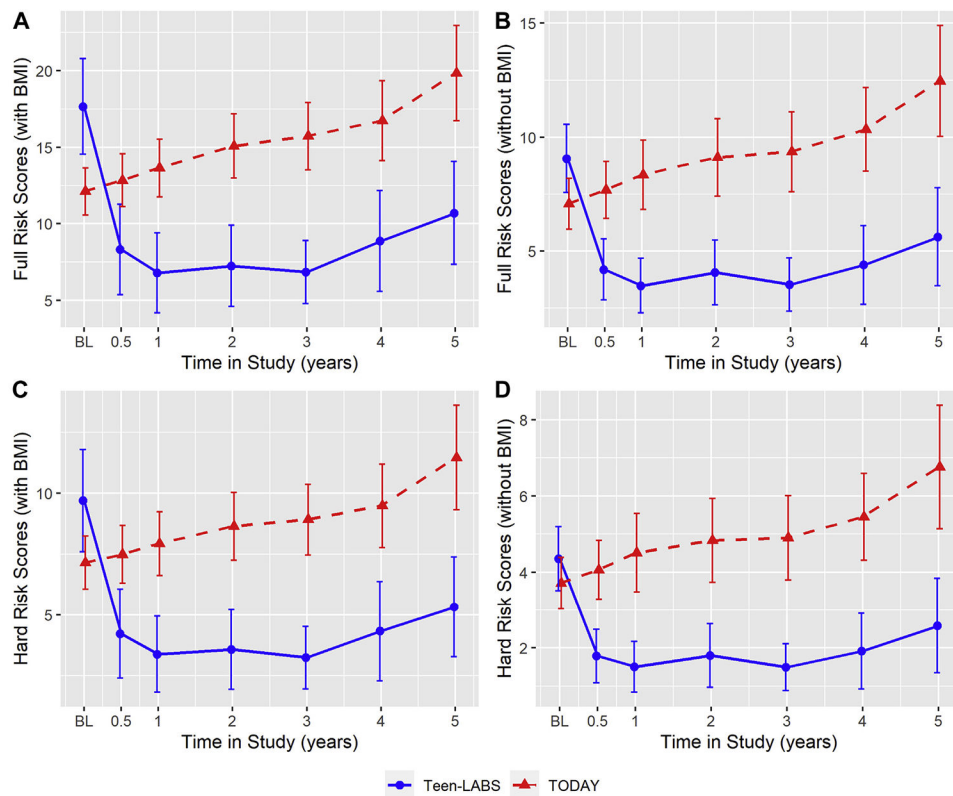 A
Full Risk Scores (with BMI)
20
15
10
5
BL 0.5 1 2 3 4 5
Time in Study (years)
B
Full Risk Scores (without BMI)
15
10
5
BL 0.5 1 2 3 4 5
Time in Study (years)
C
Hard Risk Scores (with BMI)
10
5
BL 0.5 1 2 3 4 5
Time in Study (years)
D
Hard Risk Scores (without BMI)
8
6
4
2
BL 0.5 1 2 3 4 5
Time in Study (years)
Teen-LABS TODAY